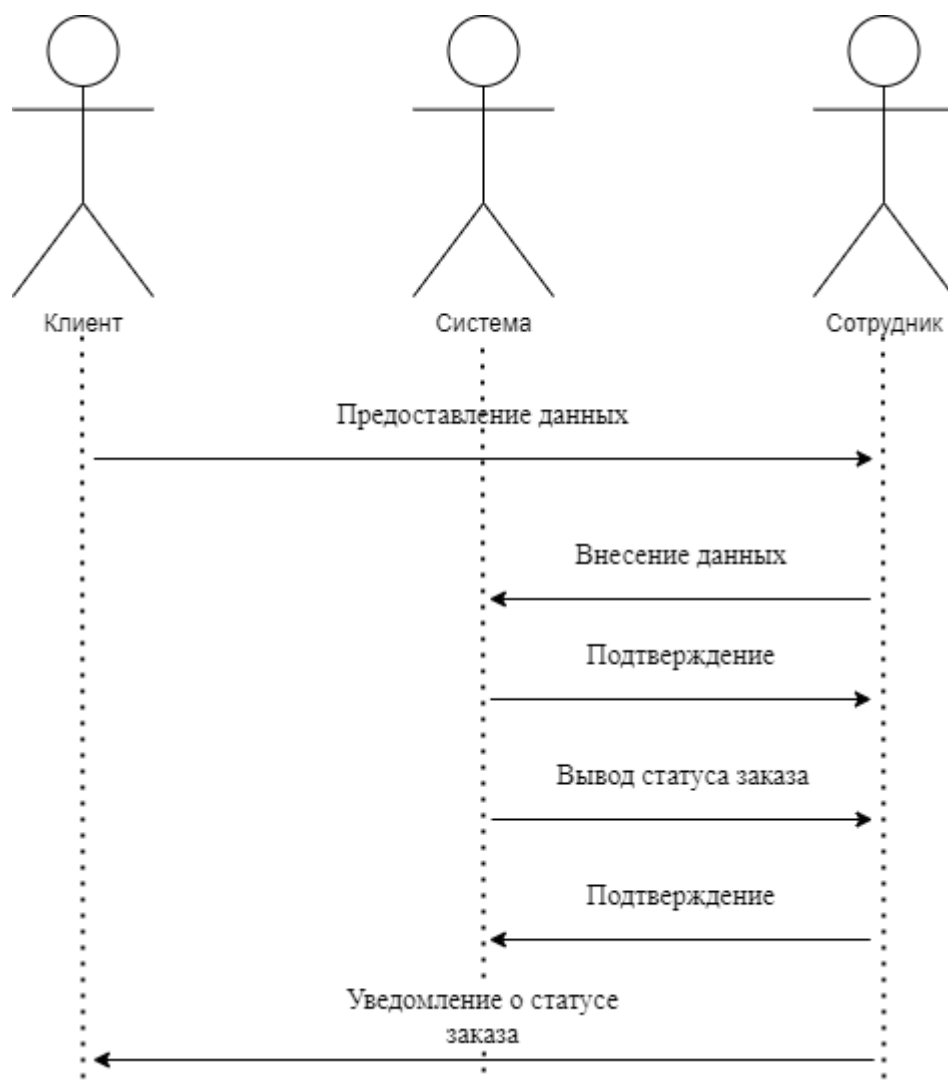 Клиент
Система
Сотрудник
Предоставление данных
Внесение данных
Подтверждение
Вывод статуса заказа
Подтверждение
Уведомление о статусе
заказа